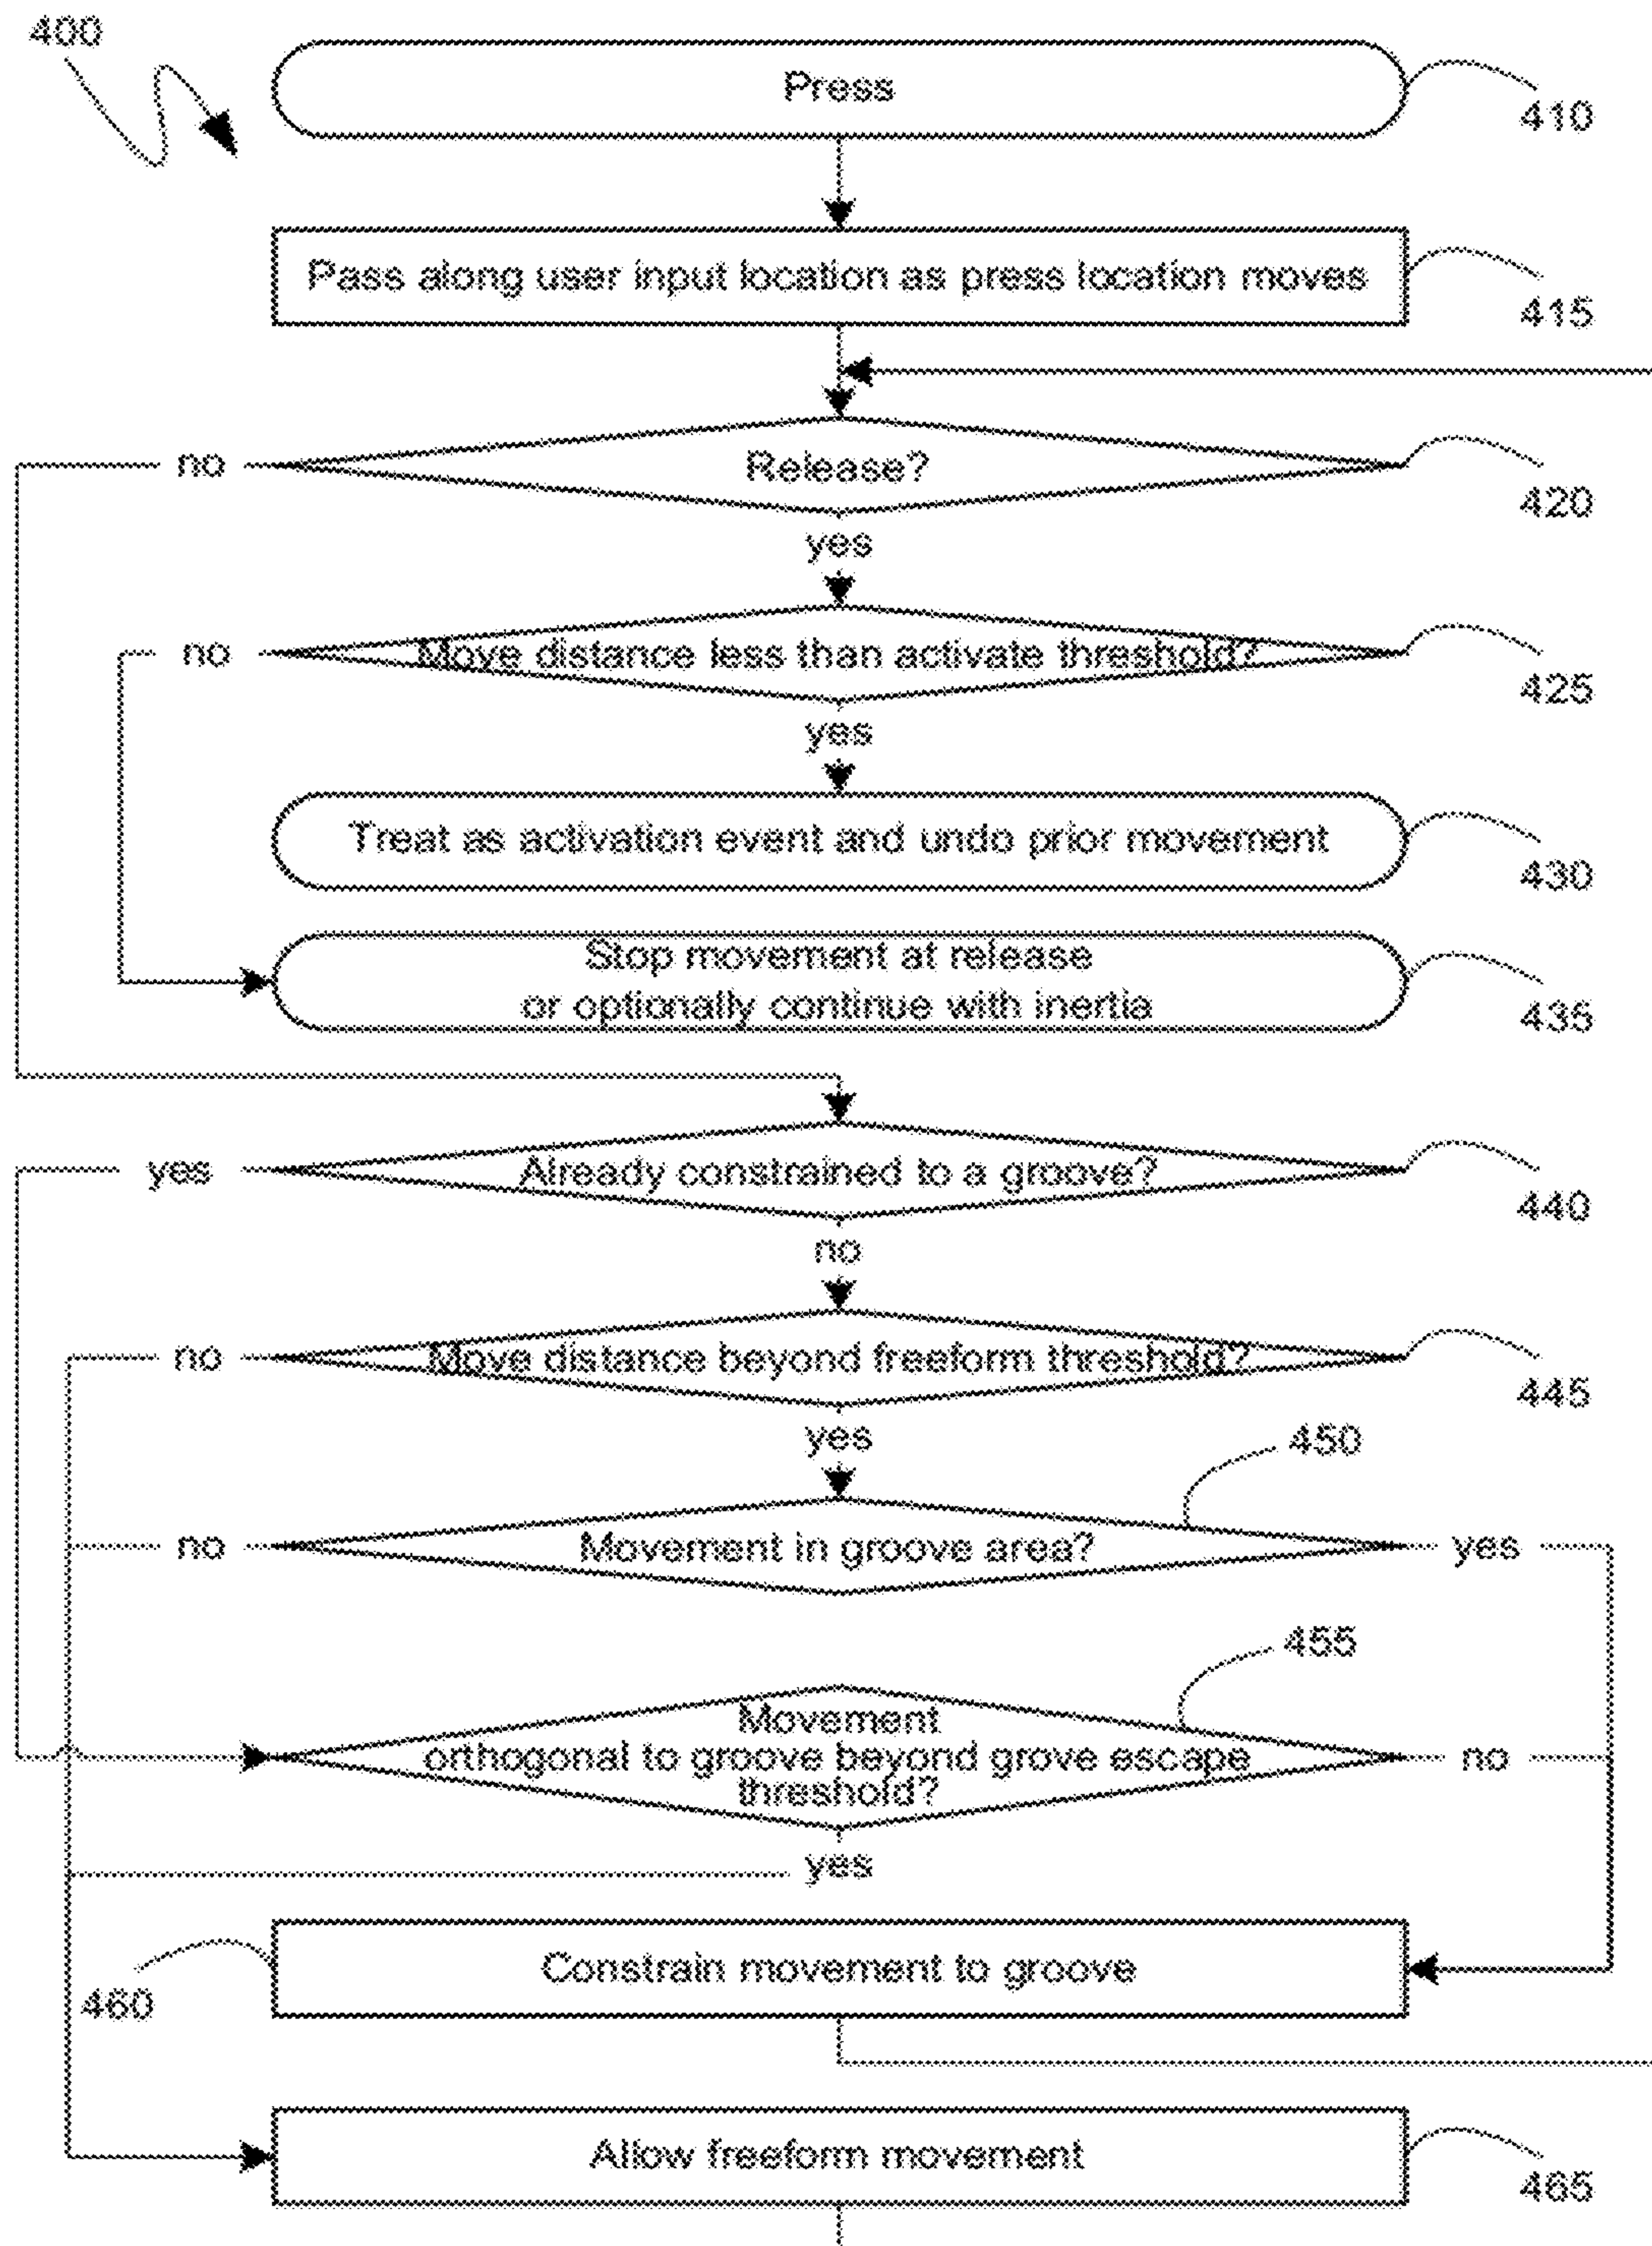 400
Press
410
Pass along user input location as press location moves
415
no
Release?
420
yes
no
Move distance less than activate threshold?
425
yes
Treat as activation event and undo prior movement
430
Stop movement at release
or optionally continue with inertia
435
yes
Already constrained to a groove?
440
no
no
Move distance beyond freeform threshold?
445
yes
450
no
Movement in groove area?
yes
455
Movement
orthogonal to groove beyond grove escape
threshold?
no
yes
Constrain movement to groove
460
Allow freeform movement
465